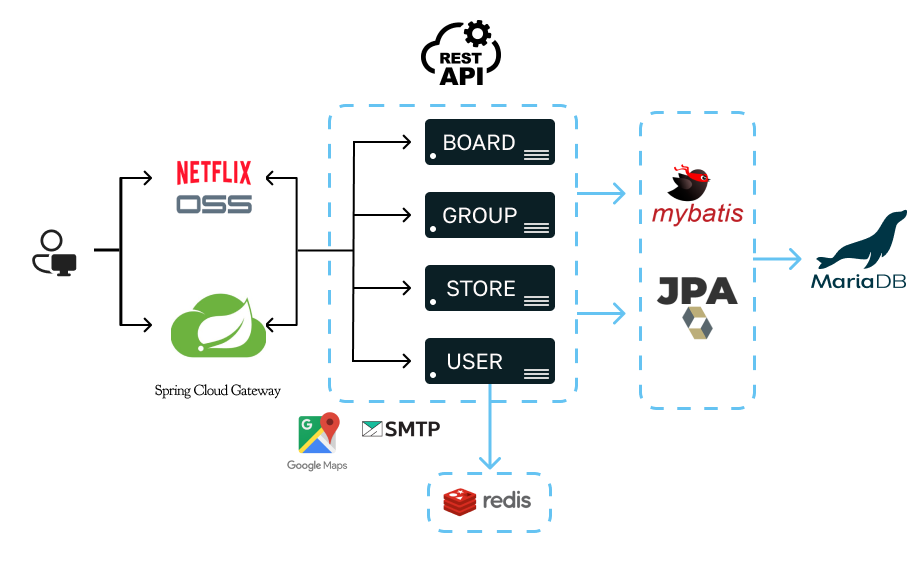 REST
API
BOARD
NETFLIX
OSS
GROUP
mybatis
STORE
JPA
MariaDB
USER
Spring Cloud Gateway
G
SMTP
Google Maps
redis